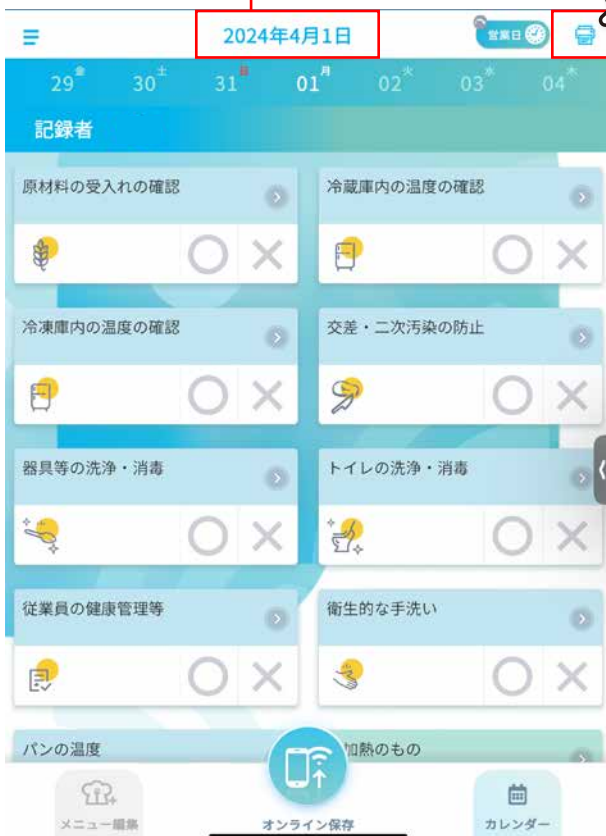 2024年4月1日
営業日
29金 30土 31日 01月 02火 03水 04木
記録者
原材料の受入れの確認
冷蔵庫内の温度の確認
冷凍庫内の温度の確認
交差・二次汚染の防止
器具等の洗浄・消毒
トイレの洗浄・消毒
従業員の健康管理等
衛生的な手洗い
パンの温度
加熱のもの
メニュー編集
オンライン保存
カレンダー